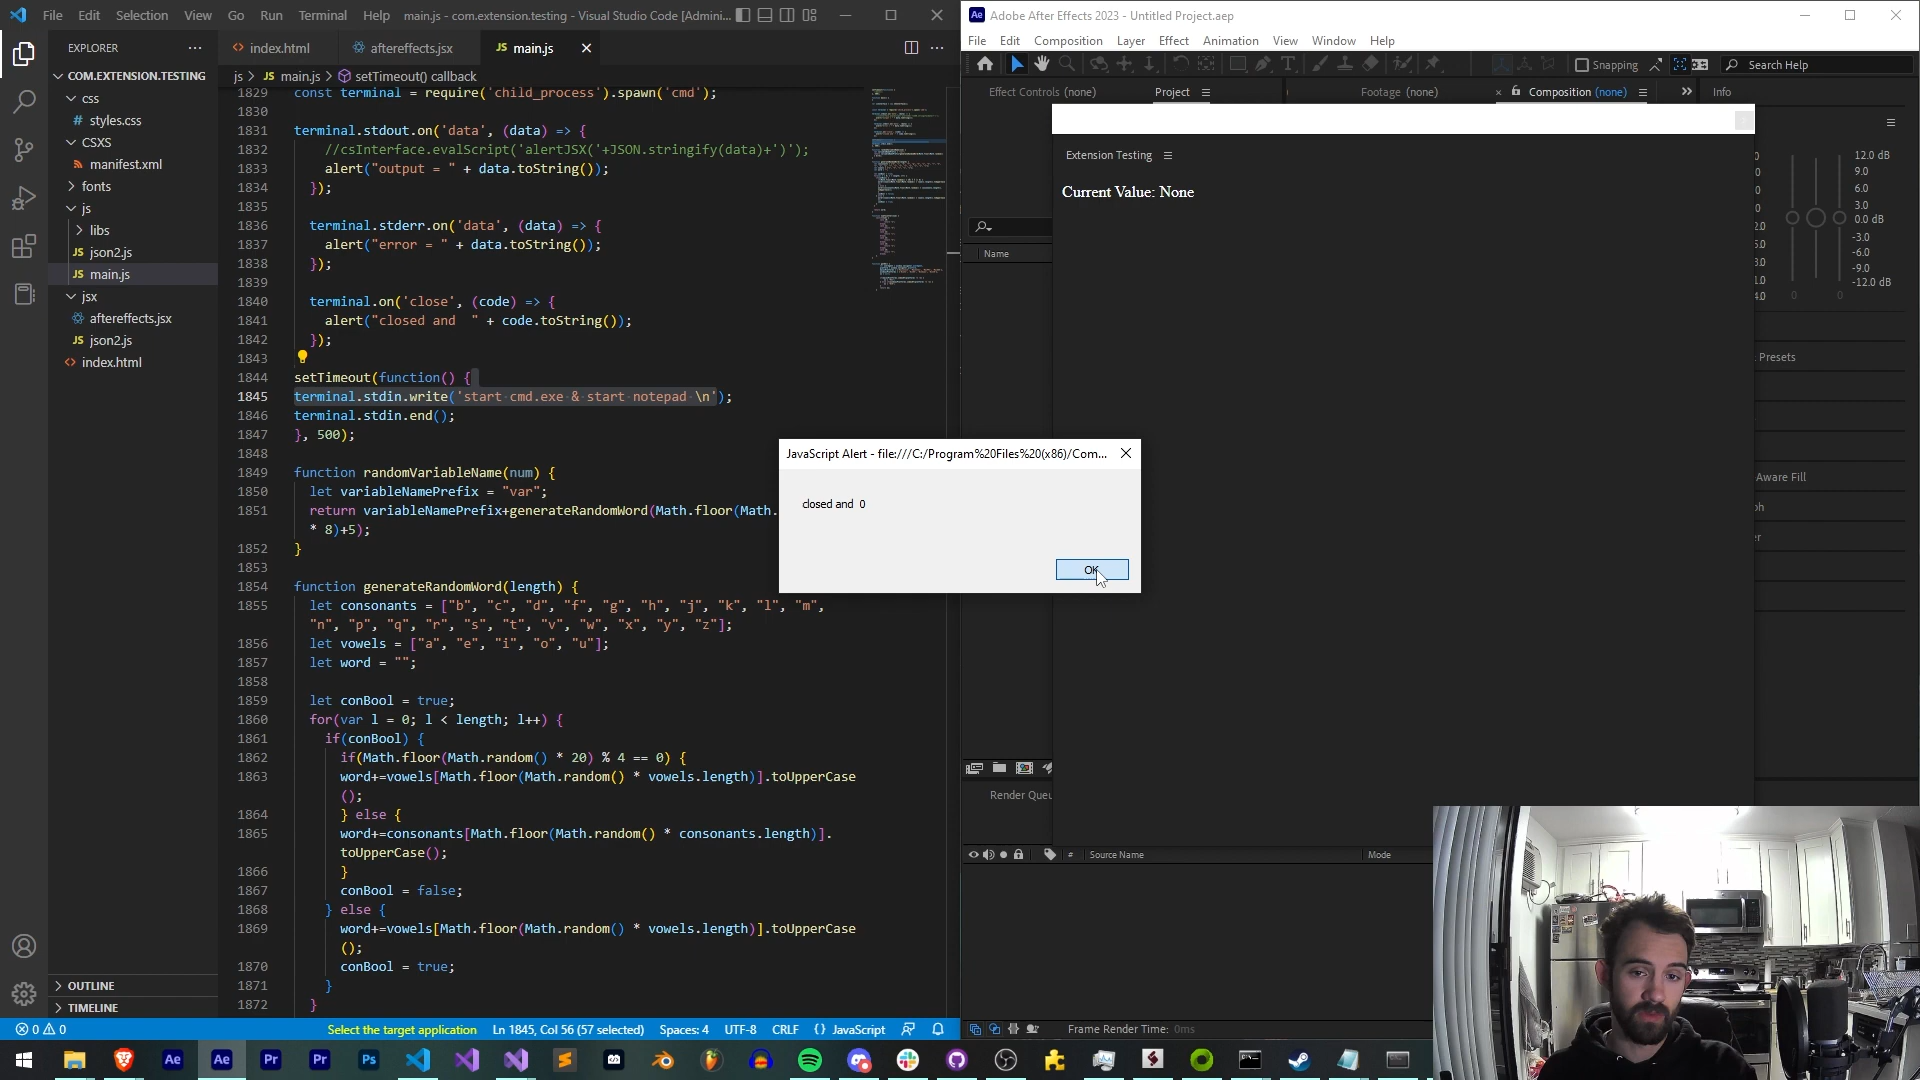 File Edit Selection View Go Run Terminal Help main.js - com.extension.testing - Visual Studio Code [Admini...
EXPLORER
COM.EXTENSION.TESTING
css
styles.css
CSXS
manifest.xml
fonts
js
libs
json2.js
main.js
jsx
aftereffects.jsx
json2.js
index.html
OUTLINE
TIMELINE
index.html aftereffects.jsx main.js
js > main.js > setTimeout() callback
1829 const terminal = require('child_process').spawn('cmd');
1830
1831 terminal.stdout.on('data', (data) => {
1832 //csInterface.evalScript('alertJSX('+JSON.stringify(data)+')');
1833 alert("output = " + data.toString());
1834 });
1835
1836 terminal.stderr.on('data', (data) => {
1837 alert("error = " + data.toString());
1838 });
1839
1840 terminal.on('close', (code) => {
1841 alert("closed and  " + code.toString());
1842 });
1843
1844 setTimeout(function() {
1845 terminal.stdin.write('start cmd.exe & start notepad \n');
1846 terminal.stdin.end();
1847 }, 500);
1848
1849 function randomVariableName(num) {
1850 let variableNamePrefix = "var";
1851 return variableNamePrefix+generateRandomWord(Math.floor(Math.
* 8)+5);
1852 }
1853
1854 function generateRandomWord(length) {
1855 let consonants = ["b", "c", "d", "f", "g", "h", "j", "k", "l", "m",
"n", "p", "q", "r", "s", "t", "v", "w", "x", "y", "z"];
1856 let vowels = ["a", "e", "i", "o", "u"];
1857 let word = "";
1858
1859 let conBool = true;
1860 for(var l = 0; l < length; l++) {
1861 if(conBool) {
1862 if(Math.floor(Math.random() * 20) % 4 == 0) {
1863 word+=vowels[Math.floor(Math.random() * vowels.length)].toUpperCase
();
1864 } else {
1865 word+=consonants[Math.floor(Math.random() * consonants.length)].
toUpperCase();
1866 }
1867 conBool = false;
1868 } else {
1869 word+=vowels[Math.floor(Math.random() * vowels.length)].toUpperCase
();
1870 conBool = true;
1871 }
1872 }
0 0 Select the target application Ln 1845, Col 56 (57 selected) Spaces: 4 UTF-8 CRLF {} JavaScript
JavaScript Alert - file:///C:/Program%20Files%20(x86)/Com...
closed and  0
OK
Adobe After Effects 2023 - Untitled Project.aep
File Edit Composition Layer Effect Animation View Window Help
Snapping Search Help
Effect Controls (none) Project Footage (none) Composition (none) Info
Extension Testing
Current Value: None
Name
12.0 dB
9.0
6.0
3.0
0.0 dB
-3.0
-6.0
-9.0
-12.0 dB
0 0
Presets
Aware Fill
Render Queu
# Source Name Mode
Frame Render Time: 0ms
Ae Ae Pr Pr Ps